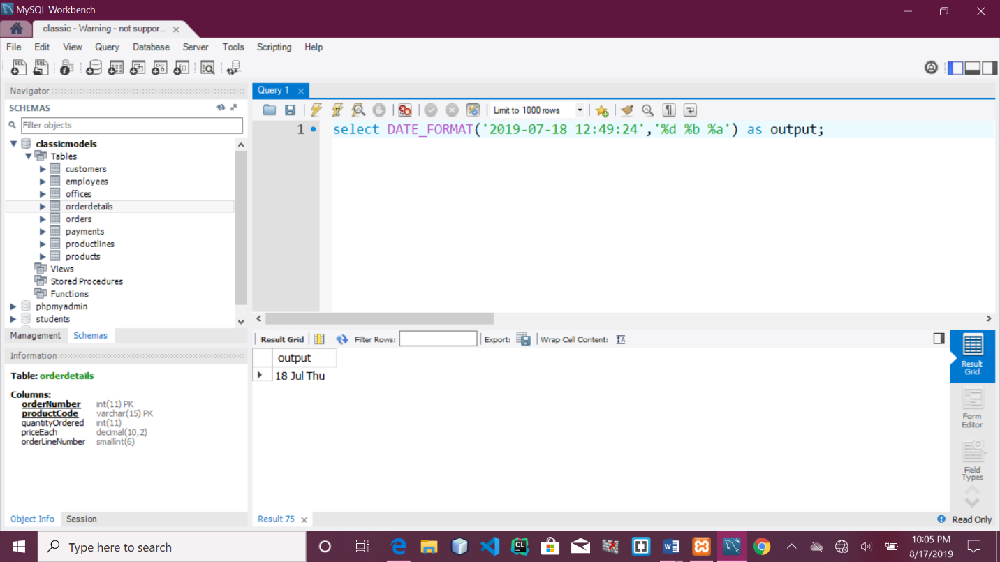 MySQL Workbench
classic - Warning - not suppor...
File Edit View Query Database Server Tools Scripting Help
Navigator
SCHEMAS
Filter objects
classicmodels
Tables
customers
employees
offices
orderdetails
orders
payments
productlines
products
Views
Stored Procedures
Functions
phpmyadmin
students
Management Schemas
Information
Table: orderdetails
Columns:
orderNumber int(11) PK
productCode varchar(15) PK
quantityOrdered int(11)
priceEach decimal(10,2)
orderLineNumber smallint(6)
Object Info Session
Query 1
Limit to 1000 rows
1 select DATE_FORMAT('2019-07-18 12:49:24','%d %b %a') as output;
Result Grid Filter Rows: Export: Wrap Cell Content:
output
18 Jul Thu
Result Grid
Form Editor
Field Types
Result 75
Read Only
Type here to search
10:05 PM
8/17/2019